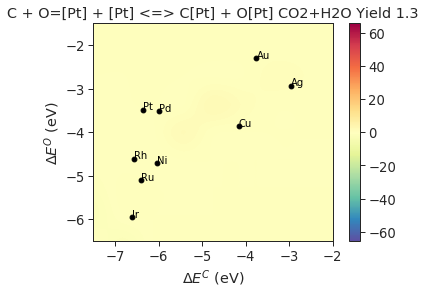 C + O=[Pt] + [Pt] <=> C[Pt] + O[Pt] CO2+H2O Yield 1.3
−2
−3
−4
−5
−6
ΔE^O (eV)
Au
Ag
Pt
Pd
Cu
Rh
Ni
Ru
Ir
−7
−6
−5
−4
−3
−2
ΔE^C (eV)
60
40
20
0
−20
−40
−60